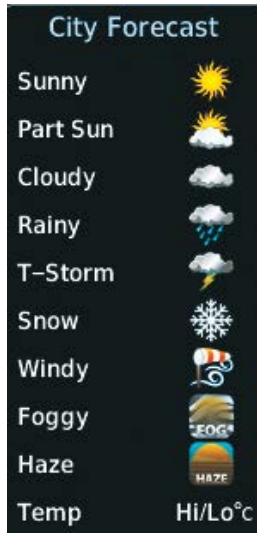 City Forecast
Sunny
Part Sun
Cloudy
Rainy
T-Storm
Snow
Windy
Foggy FOG
Haze HAZE
Temp Hi/Lo°c